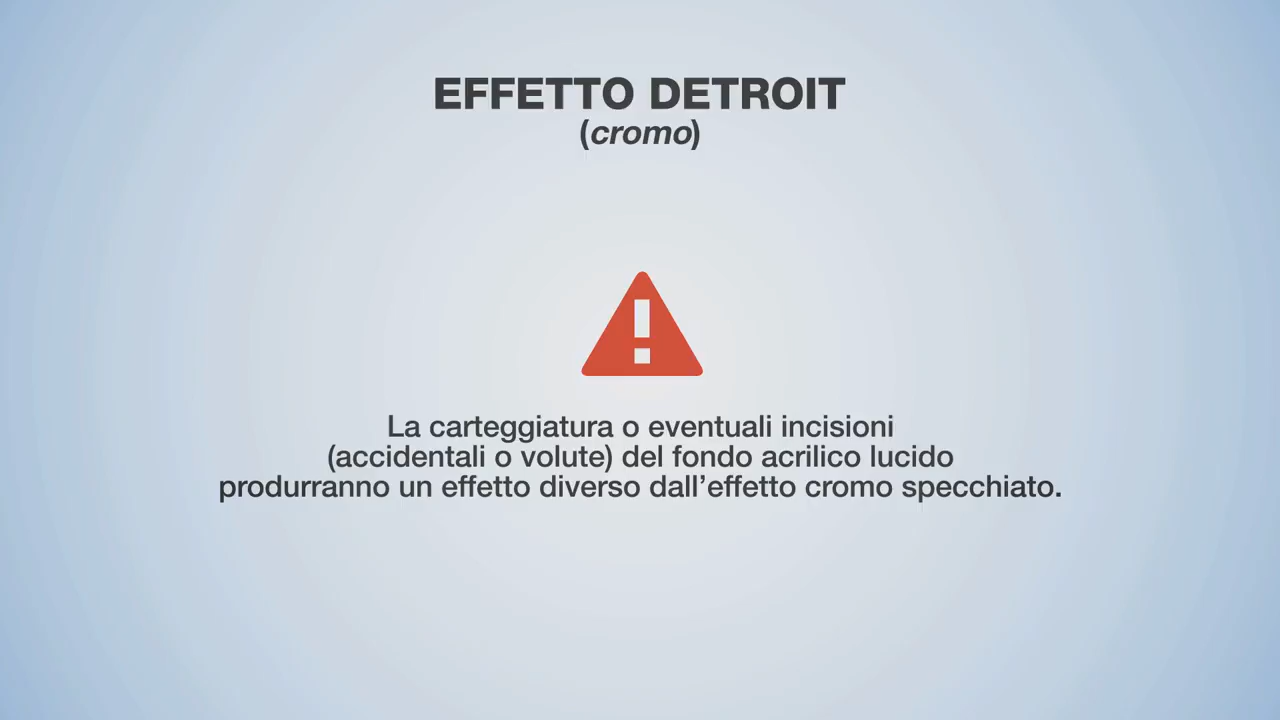 EFFETTO DETROIT
(cromo)
La carteggiatura o eventuali incisioni
(accidentali o volute) del fondo acrilico lucido
produrranno un effetto diverso dall’effetto cromo specchiato.